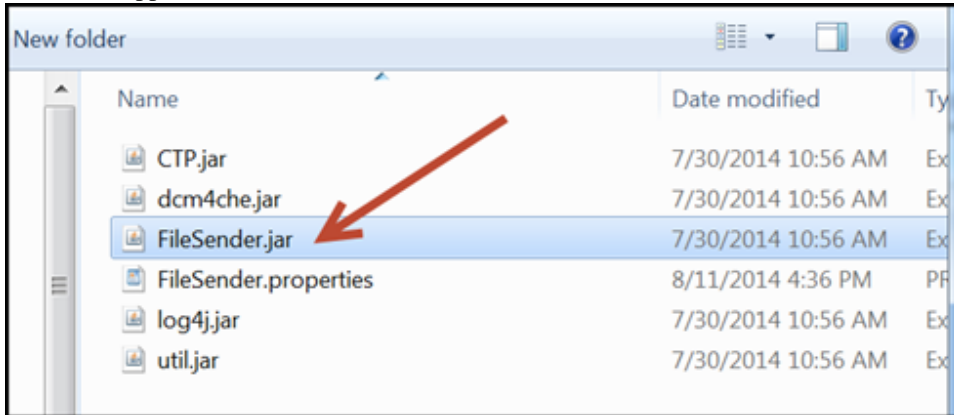 New folder
Name Date modified Ty
CTP.jar 7/30/2014 10:56 AM Ex
dcm4che.jar 7/30/2014 10:56 AM Ex
FileSender.jar 7/30/2014 10:56 AM Ex
FileSender.properties 8/11/2014 4:36 PM PR
log4j.jar 7/30/2014 10:56 AM Ex
util.jar 7/30/2014 10:56 AM Ex